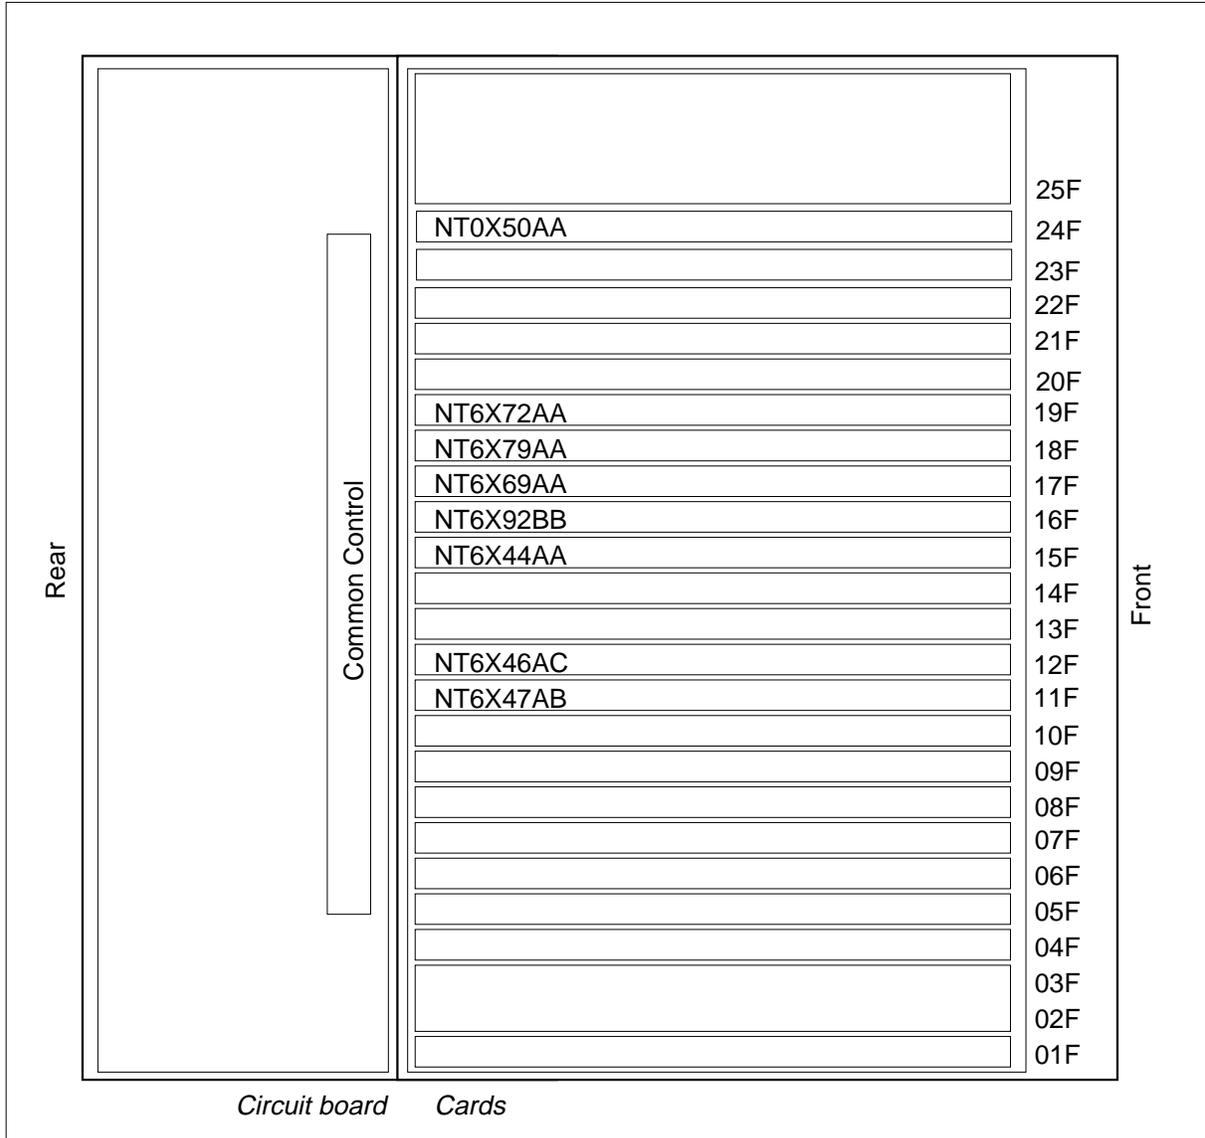 25F
NT0X50AA 24F
23F
22F
21F
20F
NT6X72AA 19F
NT6X79AA 18F
NT6X69AA 17F
NT6X92BB 16F
NT6X44AA 15F
14F
13F
NT6X46AC 12F
NT6X47AB 11F
10F
09F
08F
07F
06F
05F
04F
03F
02F
01F
Rear
Common Control
Front
Circuit board Cards